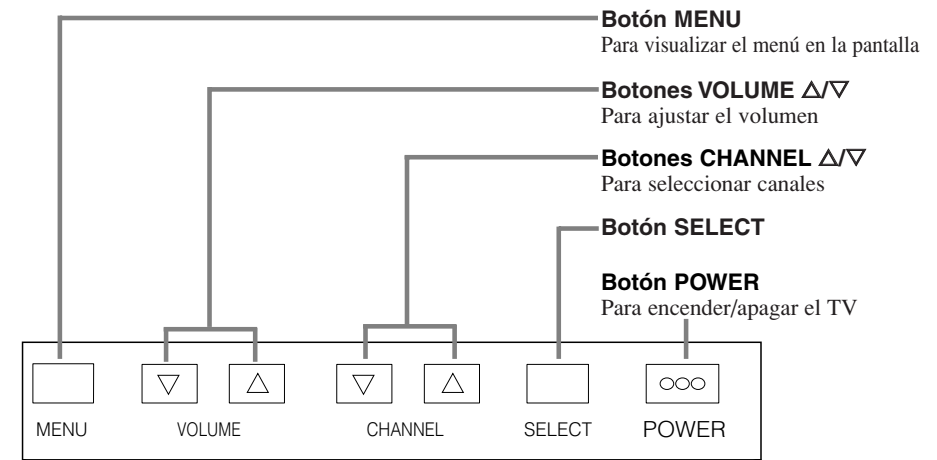 Botón MENU
Para visualizar el menú en la pantalla
Botones VOLUME △/▽
Para ajustar el volumen
Botones CHANNEL △/▽
Para seleccionar canales
Botón SELECT
Botón POWER
Para encender/apagar el TV
MENU VOLUME CHANNEL SELECT POWER